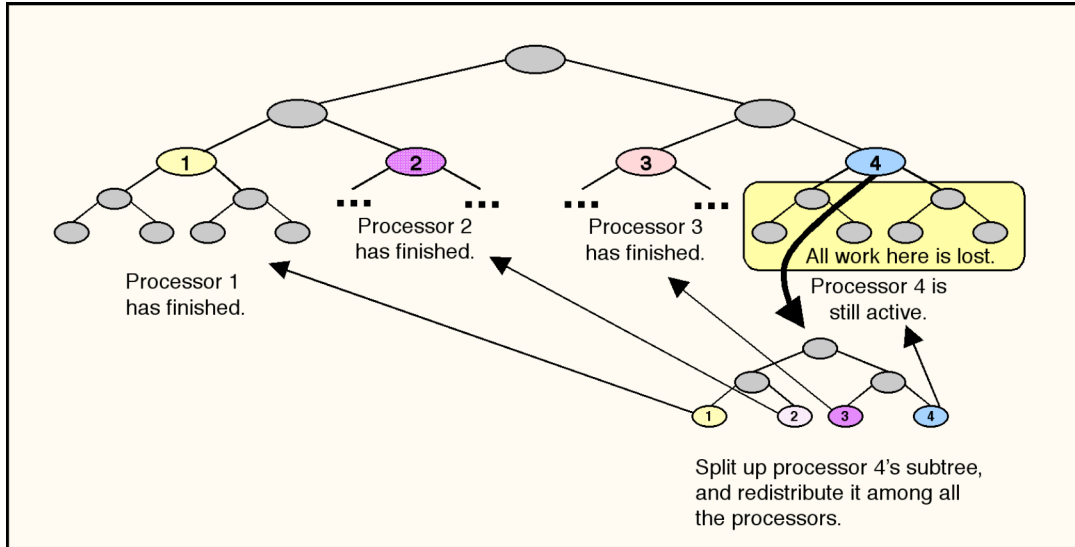 1
2
3
4
Processor 1
has finished.
Processor 2
has finished.
Processor 3
has finished.
All work here is lost.
Processor 4 is
still active.
1
2
3
4
Split up processor 4's subtree,
and redistribute it among all
the processors.